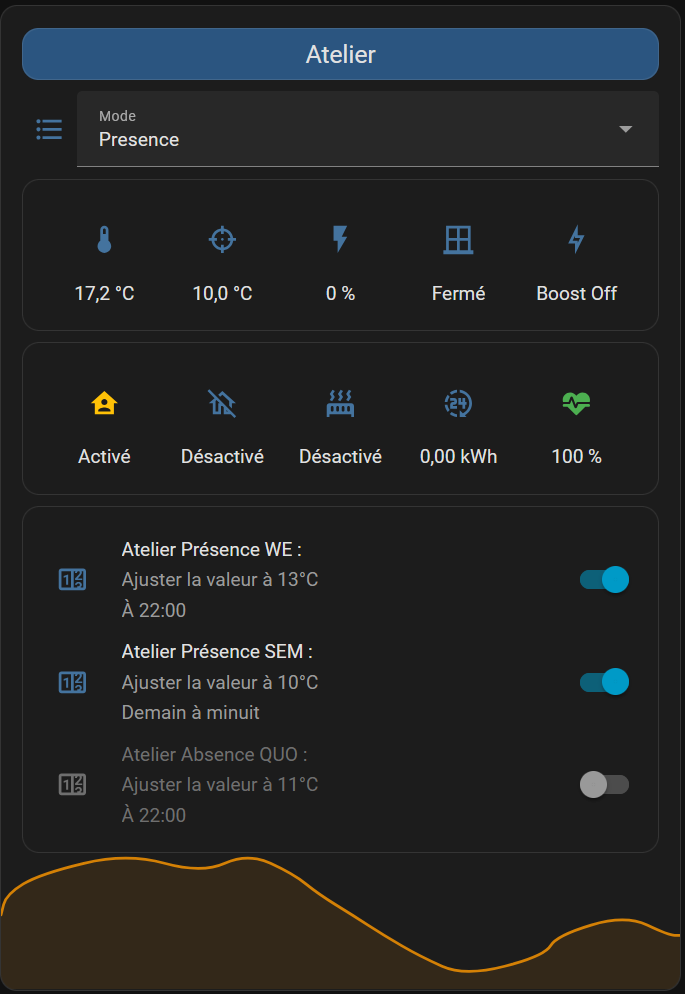 Atelier
Mode
Presence
17,2 °C
10,0 °C
0 %
Fermé
Boost Off
24
Activé
Désactivé
Désactivé
0,00 kWh
100 %
Atelier Présence WE :
Ajuster la valeur à 13°C
À 22:00
Atelier Présence SEM :
Ajuster la valeur à 10°C
Demain à minuit
Atelier Absence QUO :
Ajuster la valeur à 11°C
À 22:00